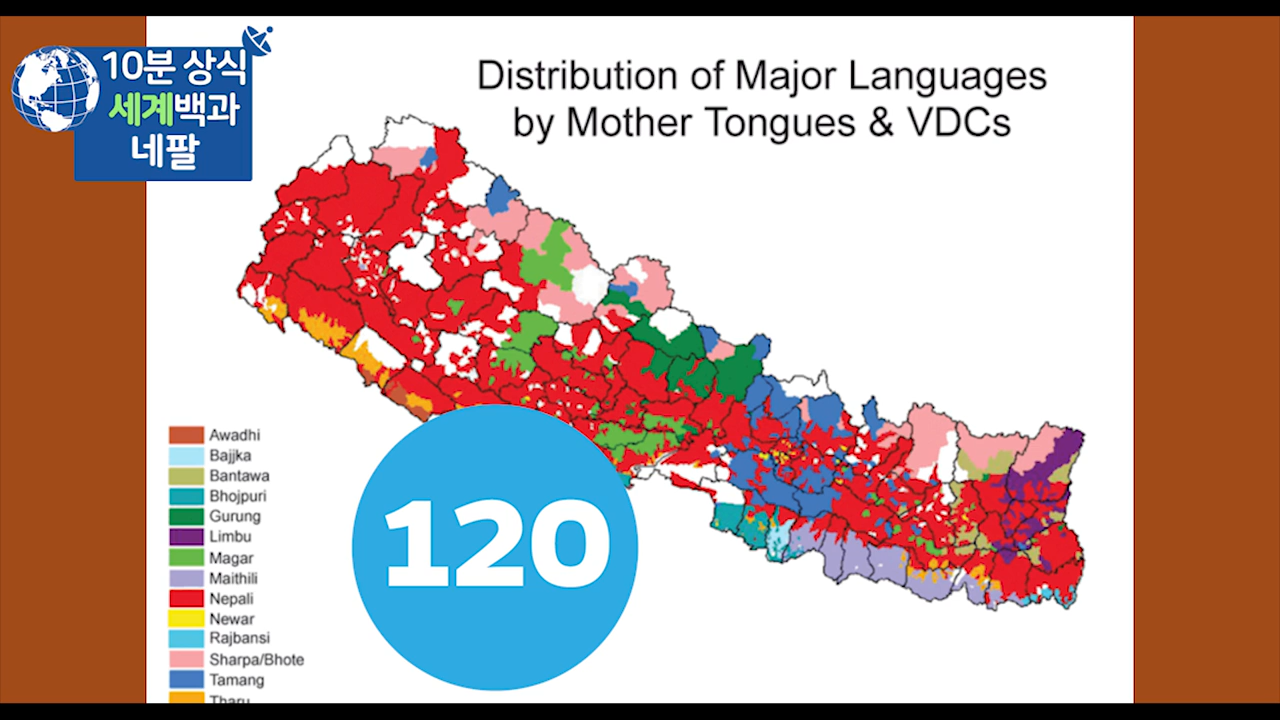 10분 상식
세계백과
네팔
Distribution of Major Languages
by Mother Tongues & VDCs
Awadhi
Bajjka
Bantawa
Bhojpuri
Gurung
Limbu
Magar
Maithili
Nepali
Newar
Rajbansi
Sharpa/Bhote
Tamang
Tharu
120